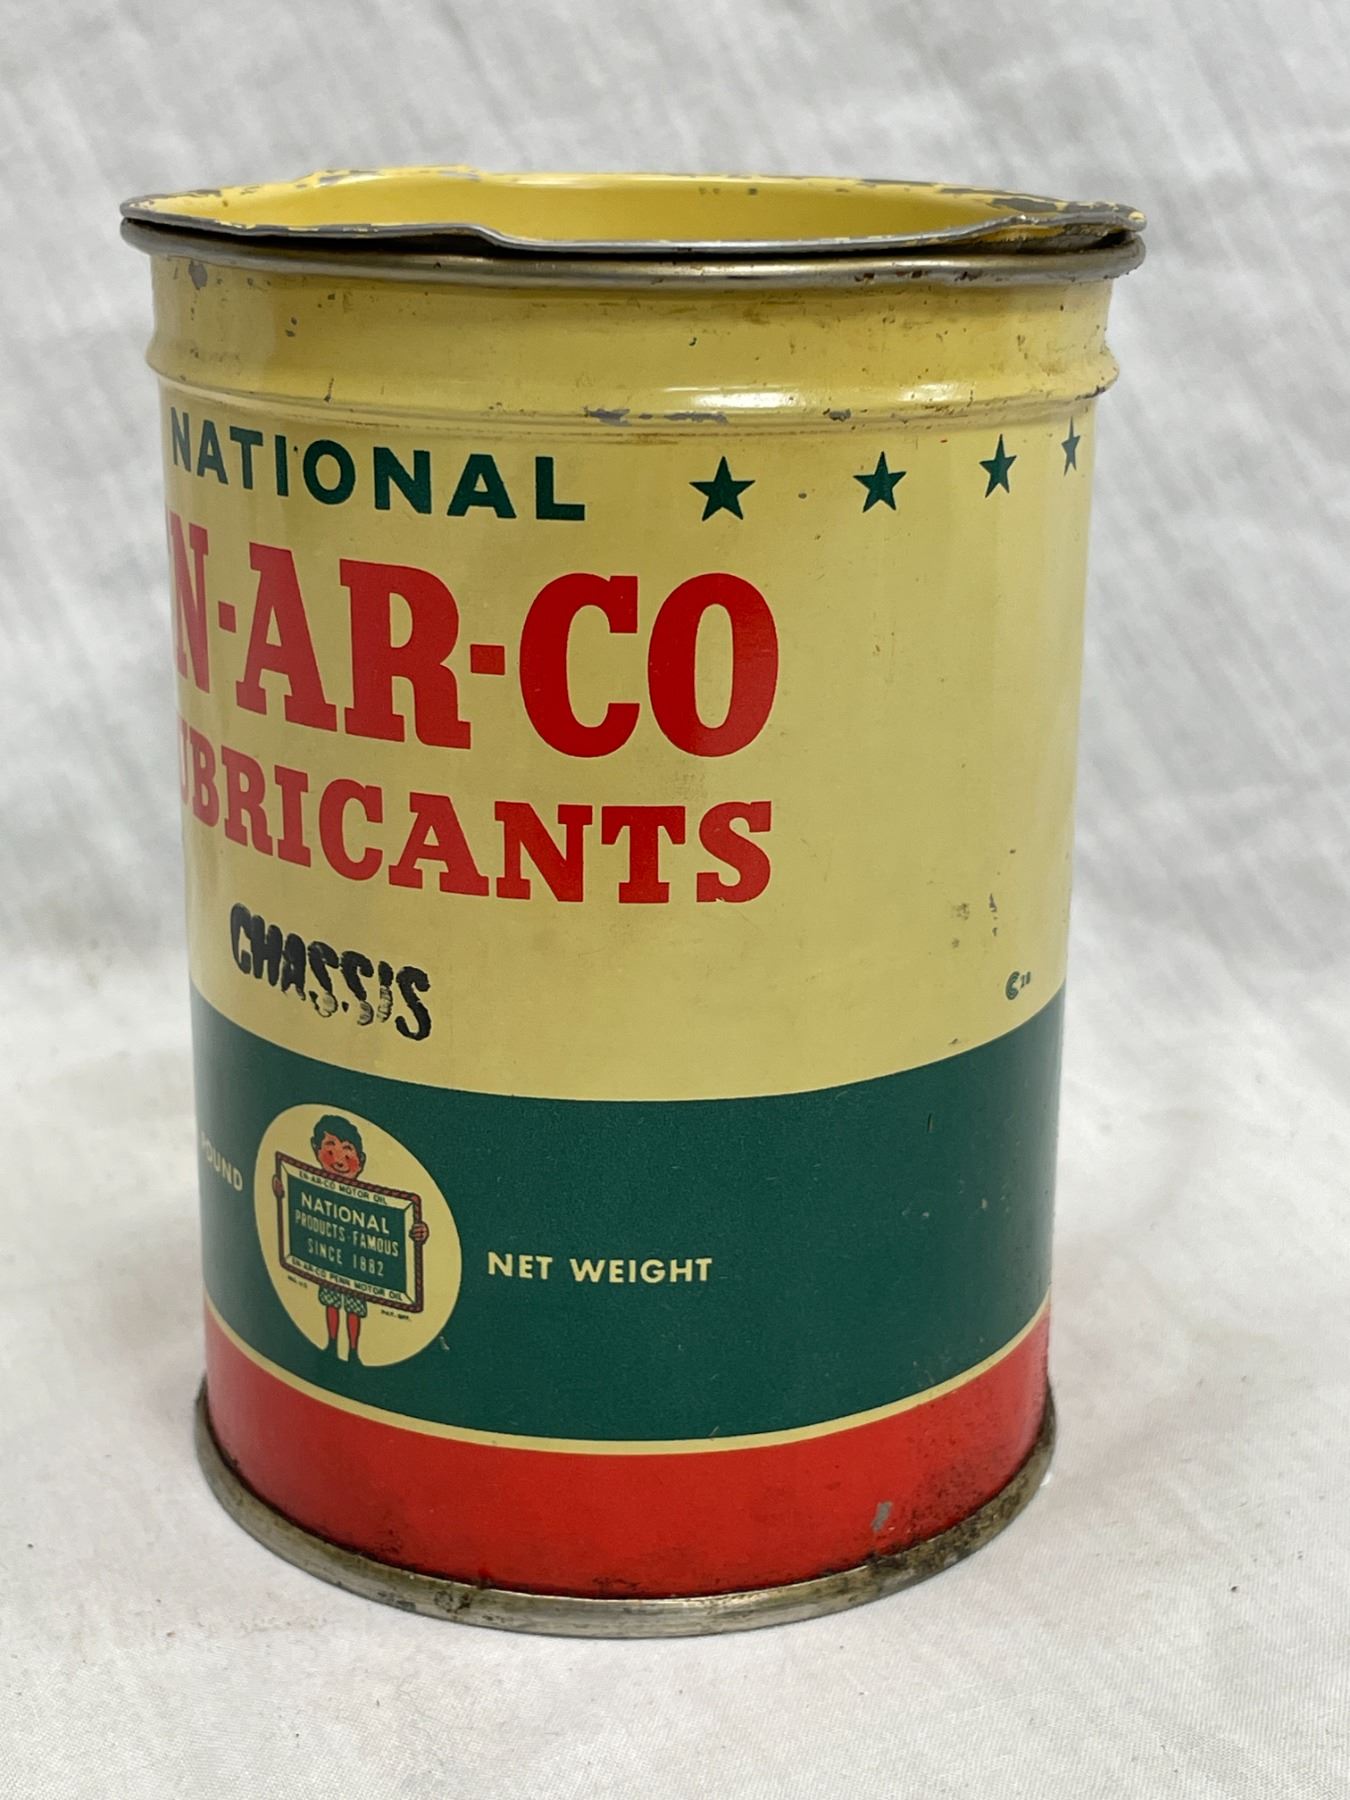 NATIONAL ★ ★ ★ ★
N-AR-CO
UBRICANTS
CHASSIS
POUND
EN-AR-CO MOTOR OIL
NATIONAL
PRODUCTS-FAMOUS
SINCE 1882
EN-AR-CO PENN MOTOR OIL
NET WEIGHT